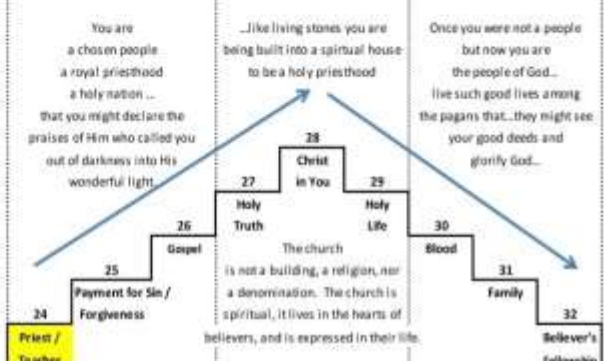 You are
a chosen people
a royal priesthood
a holy nation ...
that you might declare the
praises of Him who called you
out of darkness into His
wonderful light.
...like living stones you are
being built into a spirtual house
to be a holy priesthood
Once you were not a people
but now you are
the people of God...
live such good lives among
the pagans that...they might see
your good deeds and
glorify God...
28
Christ
in You
27
Holy
Truth
29
Holy
Life
26
Gospel
30
Blood
25
Payment for Sin /
Forgiveness
31
Family
24
Priest /
Teacher
32
Believer's
Fellowship
The church
is not a building, a religion, nor
a denomination. The church is
spiritual, it lives in the hearts of
believers, and is expressed in their life.